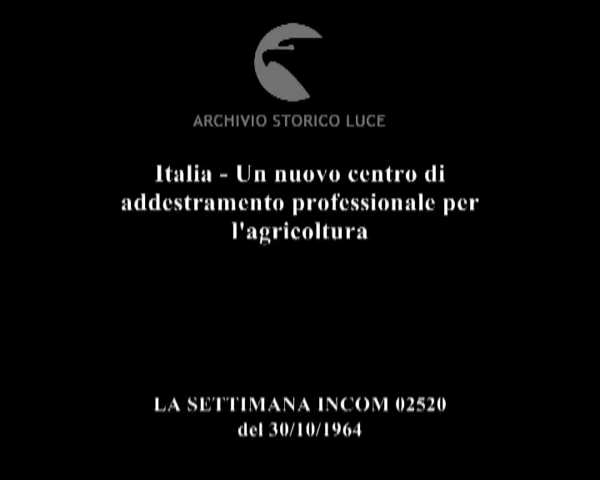 ARCHIVIO STORICO LUCE
Italia - Un nuovo centro di
addestramento professionale per
l'agricoltura
LA SETTIMANA INCOM 02520
del 30/10/1964